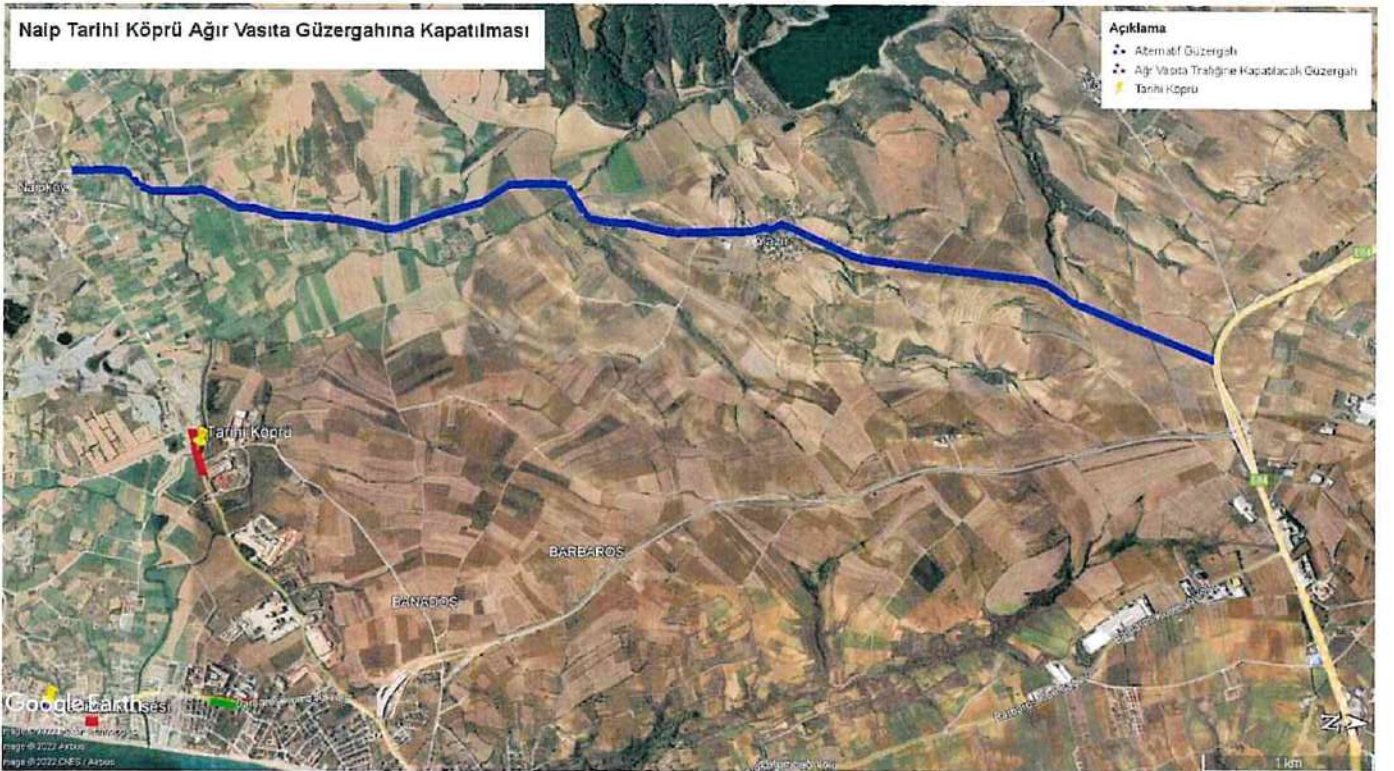 Naip Tarihi Köprü Ağır Vasıta Güzergahına Kapatılması
Açıklama
Alternatif Güzergah
Ağır Vasıta Trafiğine Kapatılacak Güzergah
Tarihi Köprü
Naipköy
E84
Tarihi Köprü
E84
BARBAROS
BANADOS
Google Earth
Image © 2022 Airbus
Image © 2022 CNES / Airbus
N
1 km